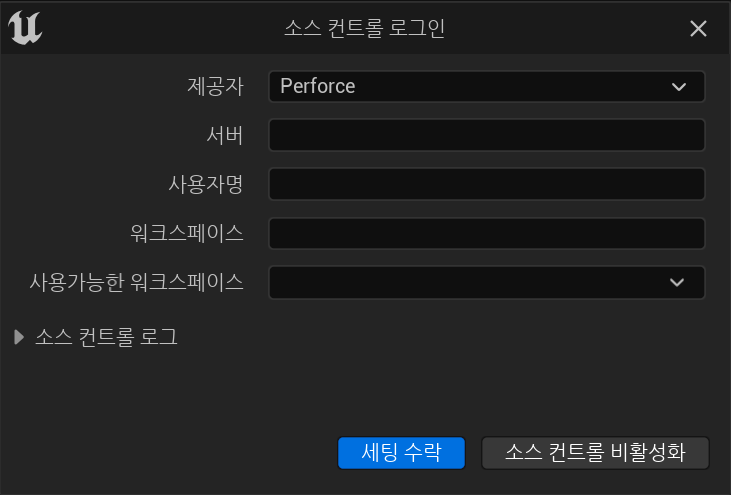 소스 컨트롤 로그인
제공자 Perforce
서버
사용자명
워크스페이스
사용가능한 워크스페이스
소스 컨트롤 로그
세팅 수락 소스 컨트롤 비활성화